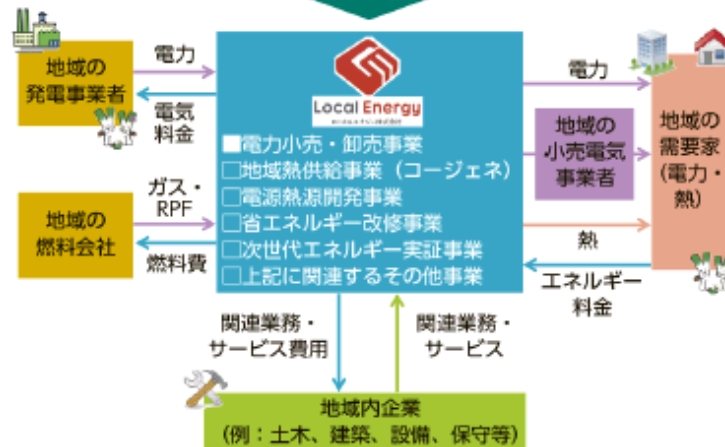 地域の
発電事業者
電力
電気
料金
地域の
燃料会社
ガス・
RPF
燃料費
Local Energy
■電力小売・卸売事業
□地域熱供給事業（コージェネ）
□電源熱源開発事業
□省エネルギー改修事業
□次世代エネルギー実証事業
□上記に関連するその他事業
電力
地域の
小売電気
事業者
熱
エネルギー
料金
地域の
需要家
(電力・
熱)
関連業務・
サービス費用
関連業務・
サービス
地域内企業
(例：土木、建築、設備、保守等)